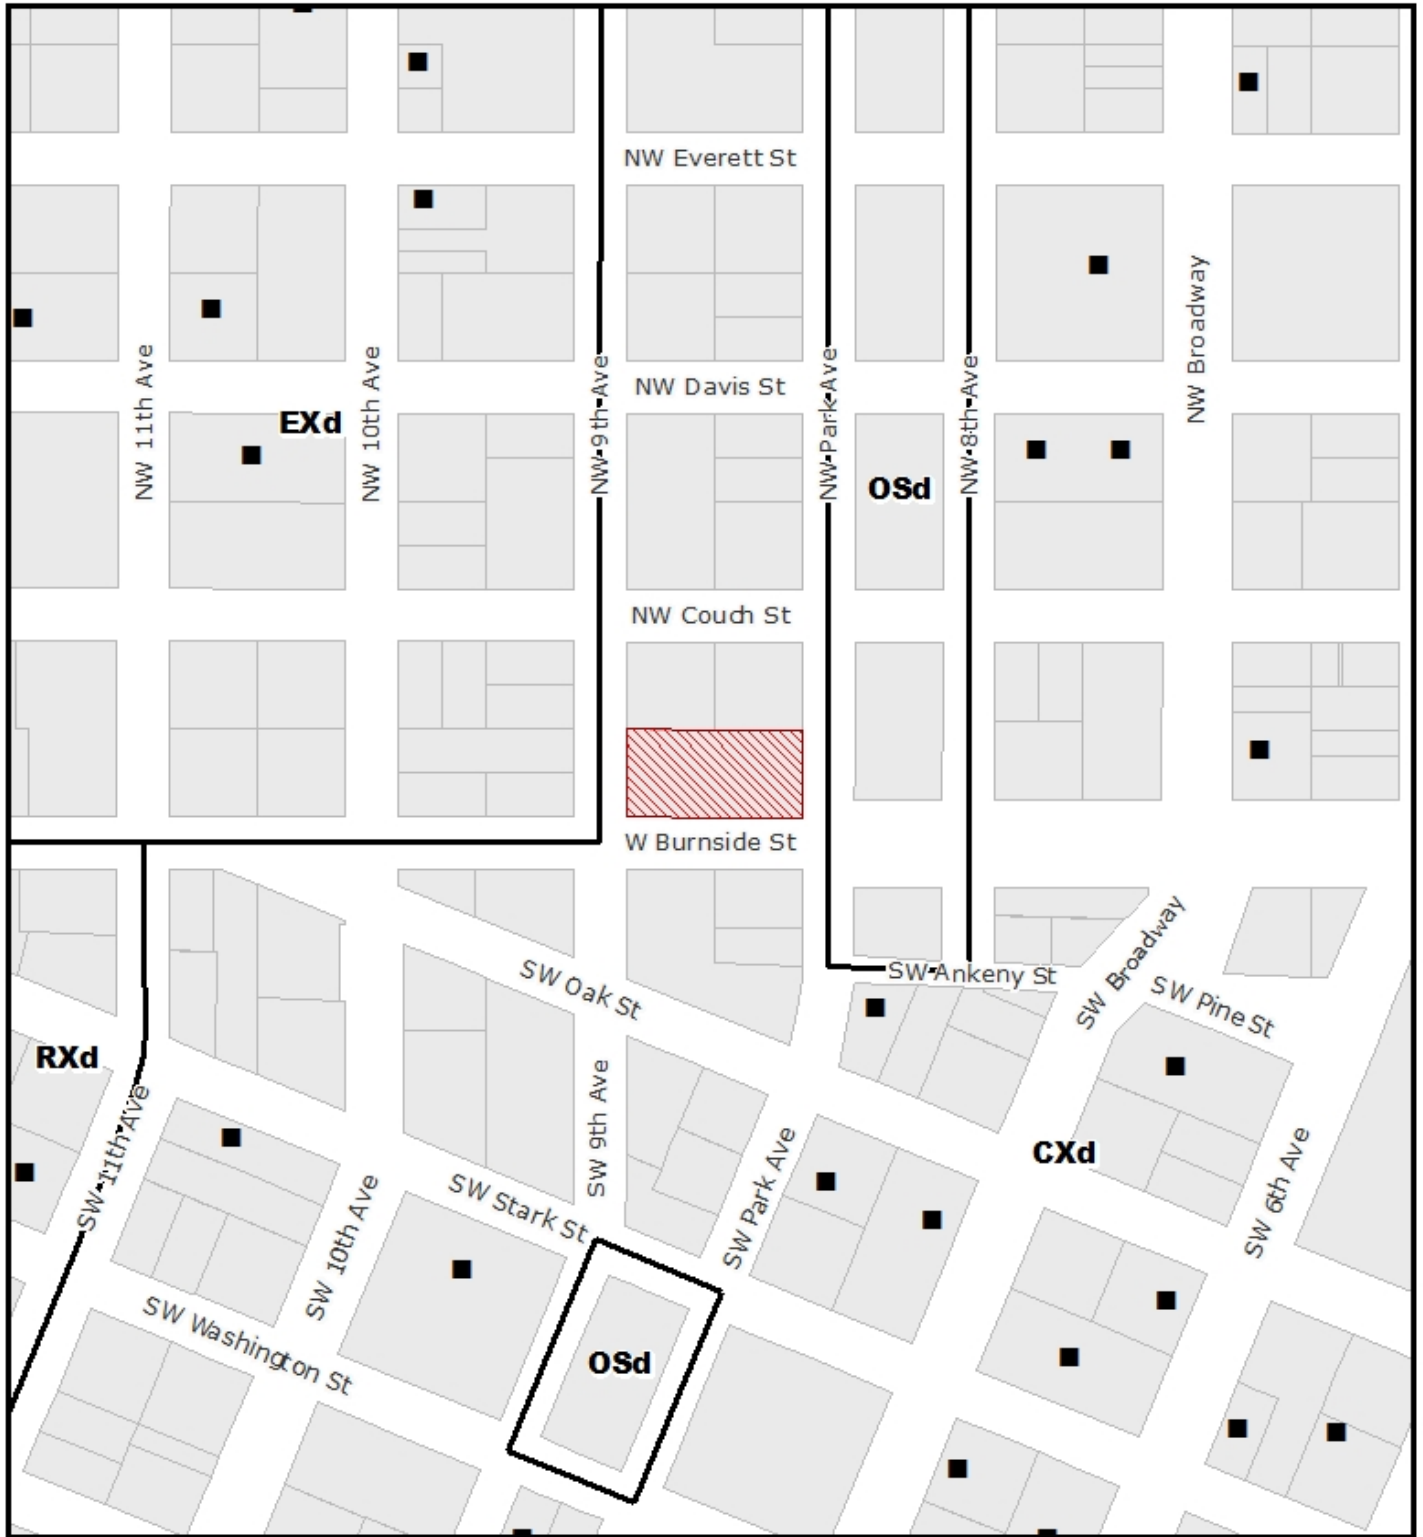 NW Everett St
NW Broadway
NW 11th Ave
NW 10th Ave
NW 9th Ave
NW Park Ave
NW 8th Ave
NW Davis St
EXd
OSd
NW Couch St
W Burnside St
SW Broadway
SW Ankeny St
SW Oak St
SW Pine St
RXd
SW 9th Ave
SW 11th Ave
CXd
SW Park Ave
SW 6th Ave
SW Stark St
SW 10th Ave
SW Washington St
OSd